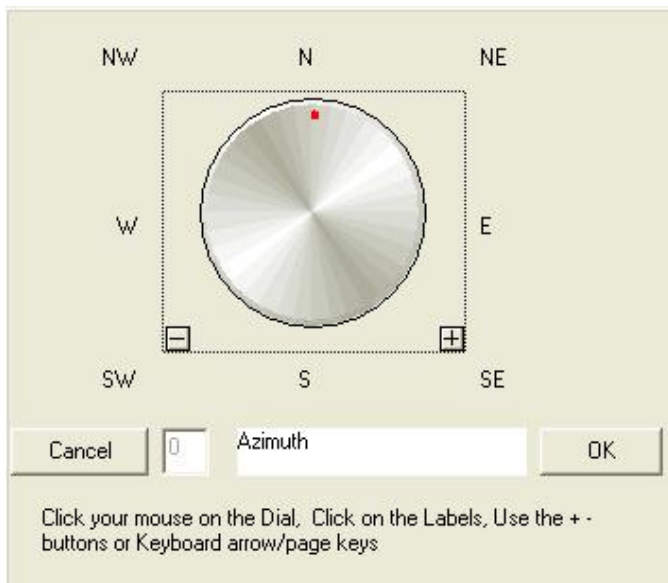 NW N NE
W E
− +
SW S SE
Cancel 0 Azimuth OK
Click your mouse on the Dial, Click on the Labels, Use the + -
buttons or Keyboard arrow/page keys